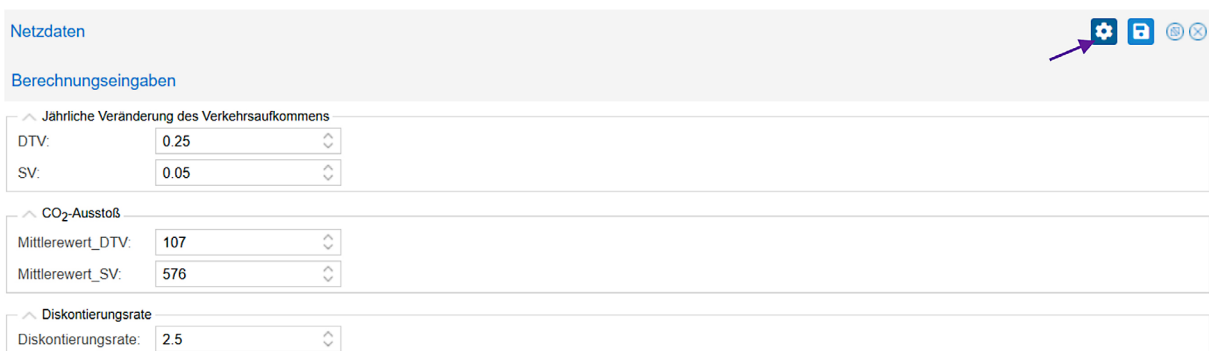 Netzdaten
Berechnungseingaben
Jährliche Veränderung des Verkehrsaufkommens
DTV: 0.25
SV: 0.05
CO₂-Ausstoß
Mittlerewert_DTV: 107
Mittlerewert_SV: 576
Diskontierungsrate
Diskontierungsrate: 2.5